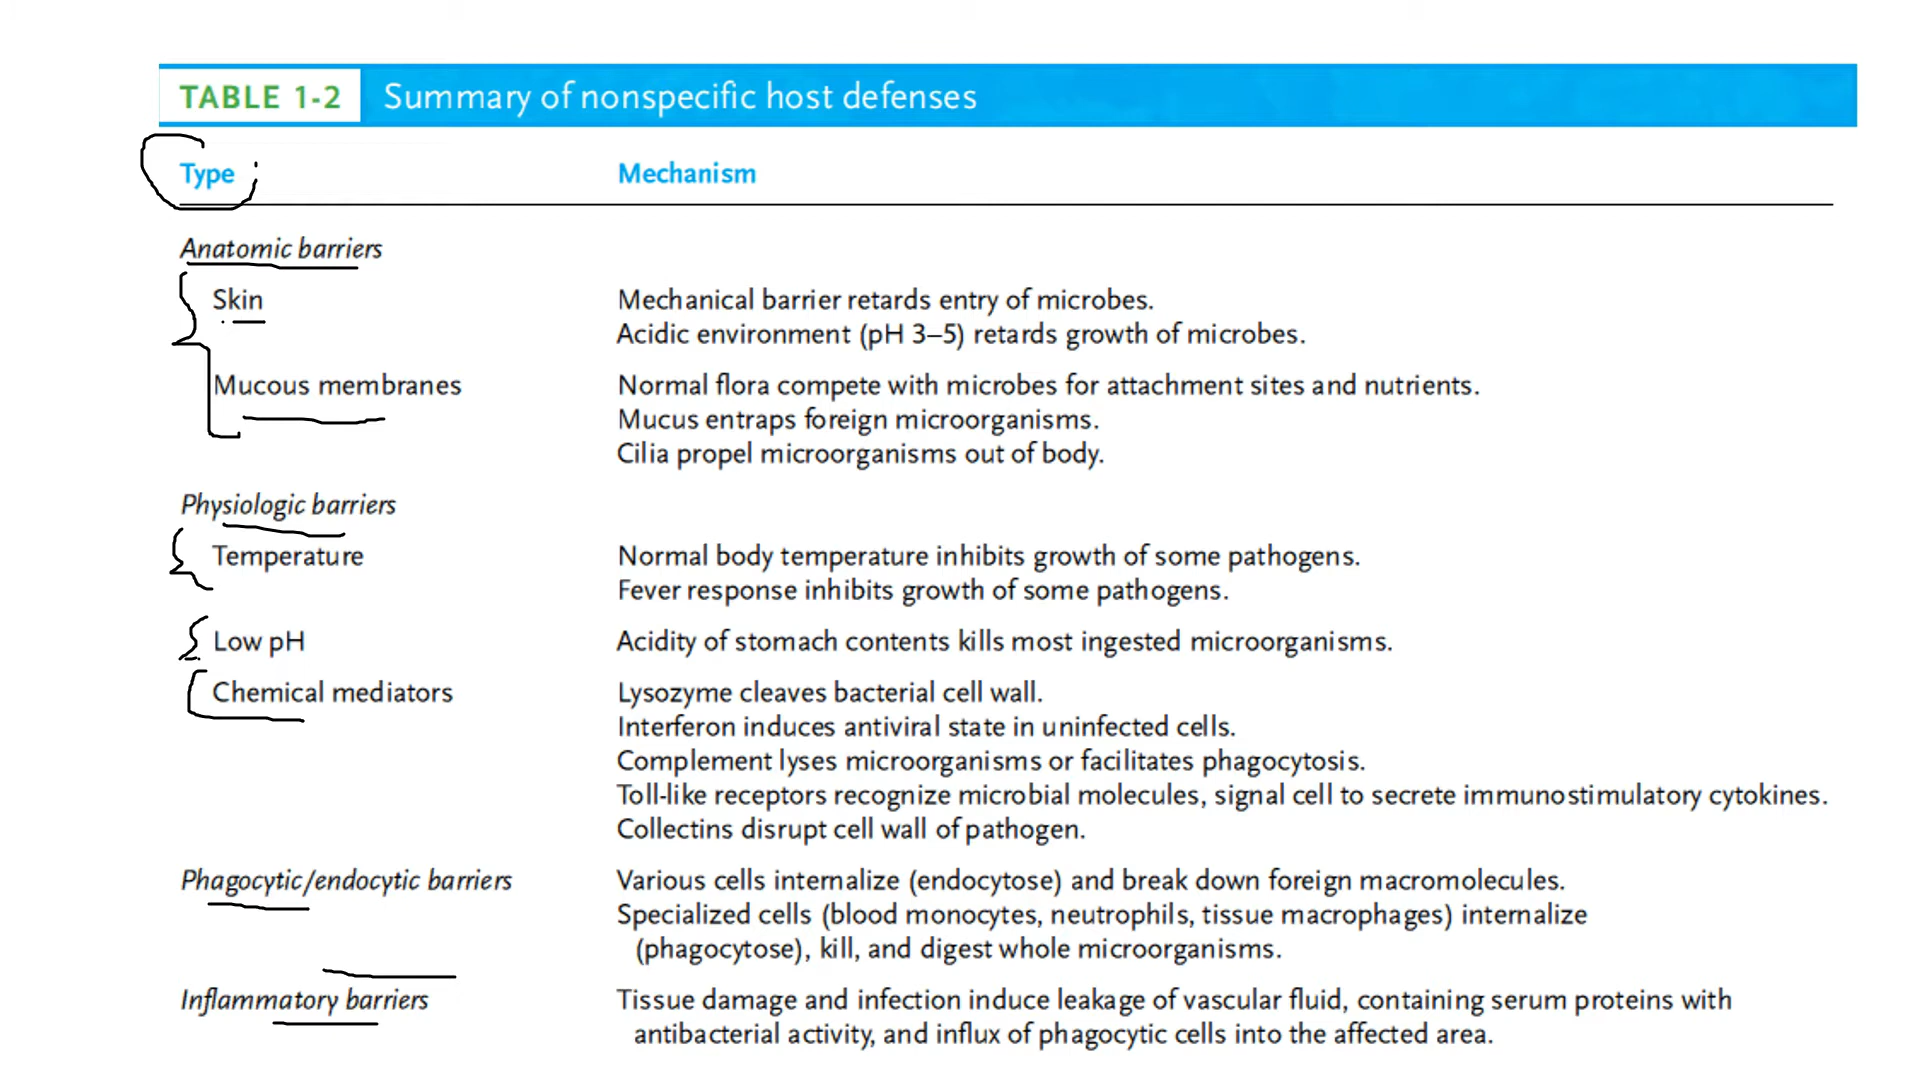 TABLE 1-2 Summary of nonspecific host defenses
Type Mechanism
Anatomic barriers
Skin Mechanical barrier retards entry of microbes.
Acidic environment (pH 3–5) retards growth of microbes.
Mucous membranes Normal flora compete with microbes for attachment sites and nutrients.
Mucus entraps foreign microorganisms.
Cilia propel microorganisms out of body.
Physiologic barriers
Temperature Normal body temperature inhibits growth of some pathogens.
Fever response inhibits growth of some pathogens.
Low pH Acidity of stomach contents kills most ingested microorganisms.
Chemical mediators Lysozyme cleaves bacterial cell wall.
Interferon induces antiviral state in uninfected cells.
Complement lyses microorganisms or facilitates phagocytosis.
Toll-like receptors recognize microbial molecules, signal cell to secrete immunostimulatory cytokines.
Collectins disrupt cell wall of pathogen.
Phagocytic/endocytic barriers Various cells internalize (endocytose) and break down foreign macromolecules.
Specialized cells (blood monocytes, neutrophils, tissue macrophages) internalize
(phagocytose), kill, and digest whole microorganisms.
Inflammatory barriers Tissue damage and infection induce leakage of vascular fluid, containing serum proteins with
antibacterial activity, and influx of phagocytic cells into the affected area.